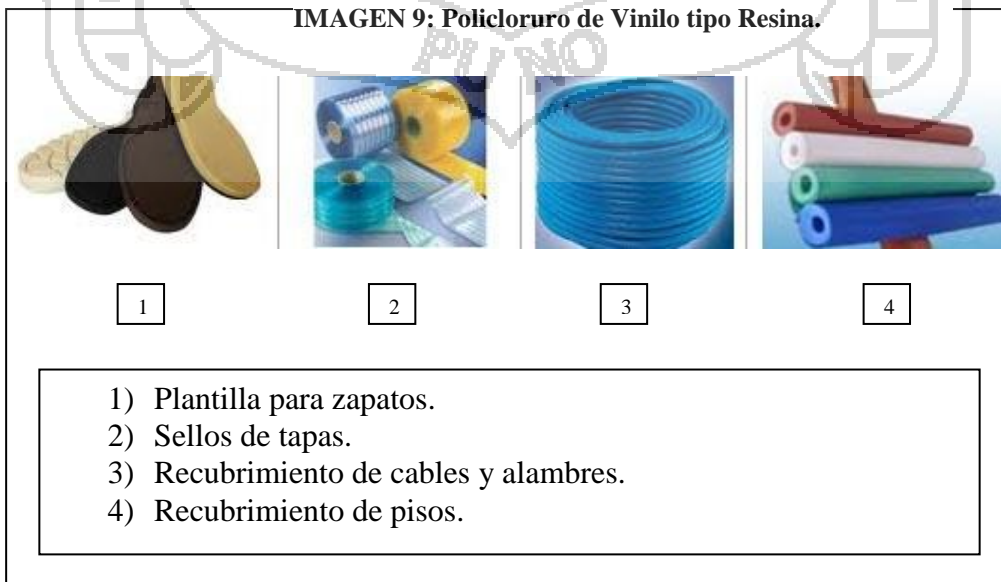 IMAGEN 9: Policloruro de Vinilo tipo Resina.
PUNO
1
2
3
4
1) Plantilla para zapatos.
2) Sellos de tapas.
3) Recubrimiento de cables y alambres.
4) Recubrimiento de pisos.